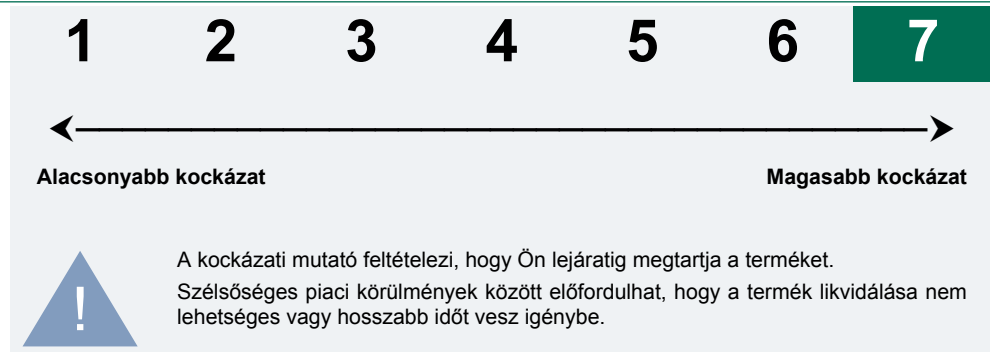 1 2 3 4 5 6 7
Alacsonyabb kockázat Magasabb kockázat
A kockázati mutató feltételezi, hogy Ön lejáratig megtartja a terméket.
Szélsőséges piaci körülmények között előfordulhat, hogy a termék likvidálása nem
lehetséges vagy hosszabb időt vesz igénybe.
!